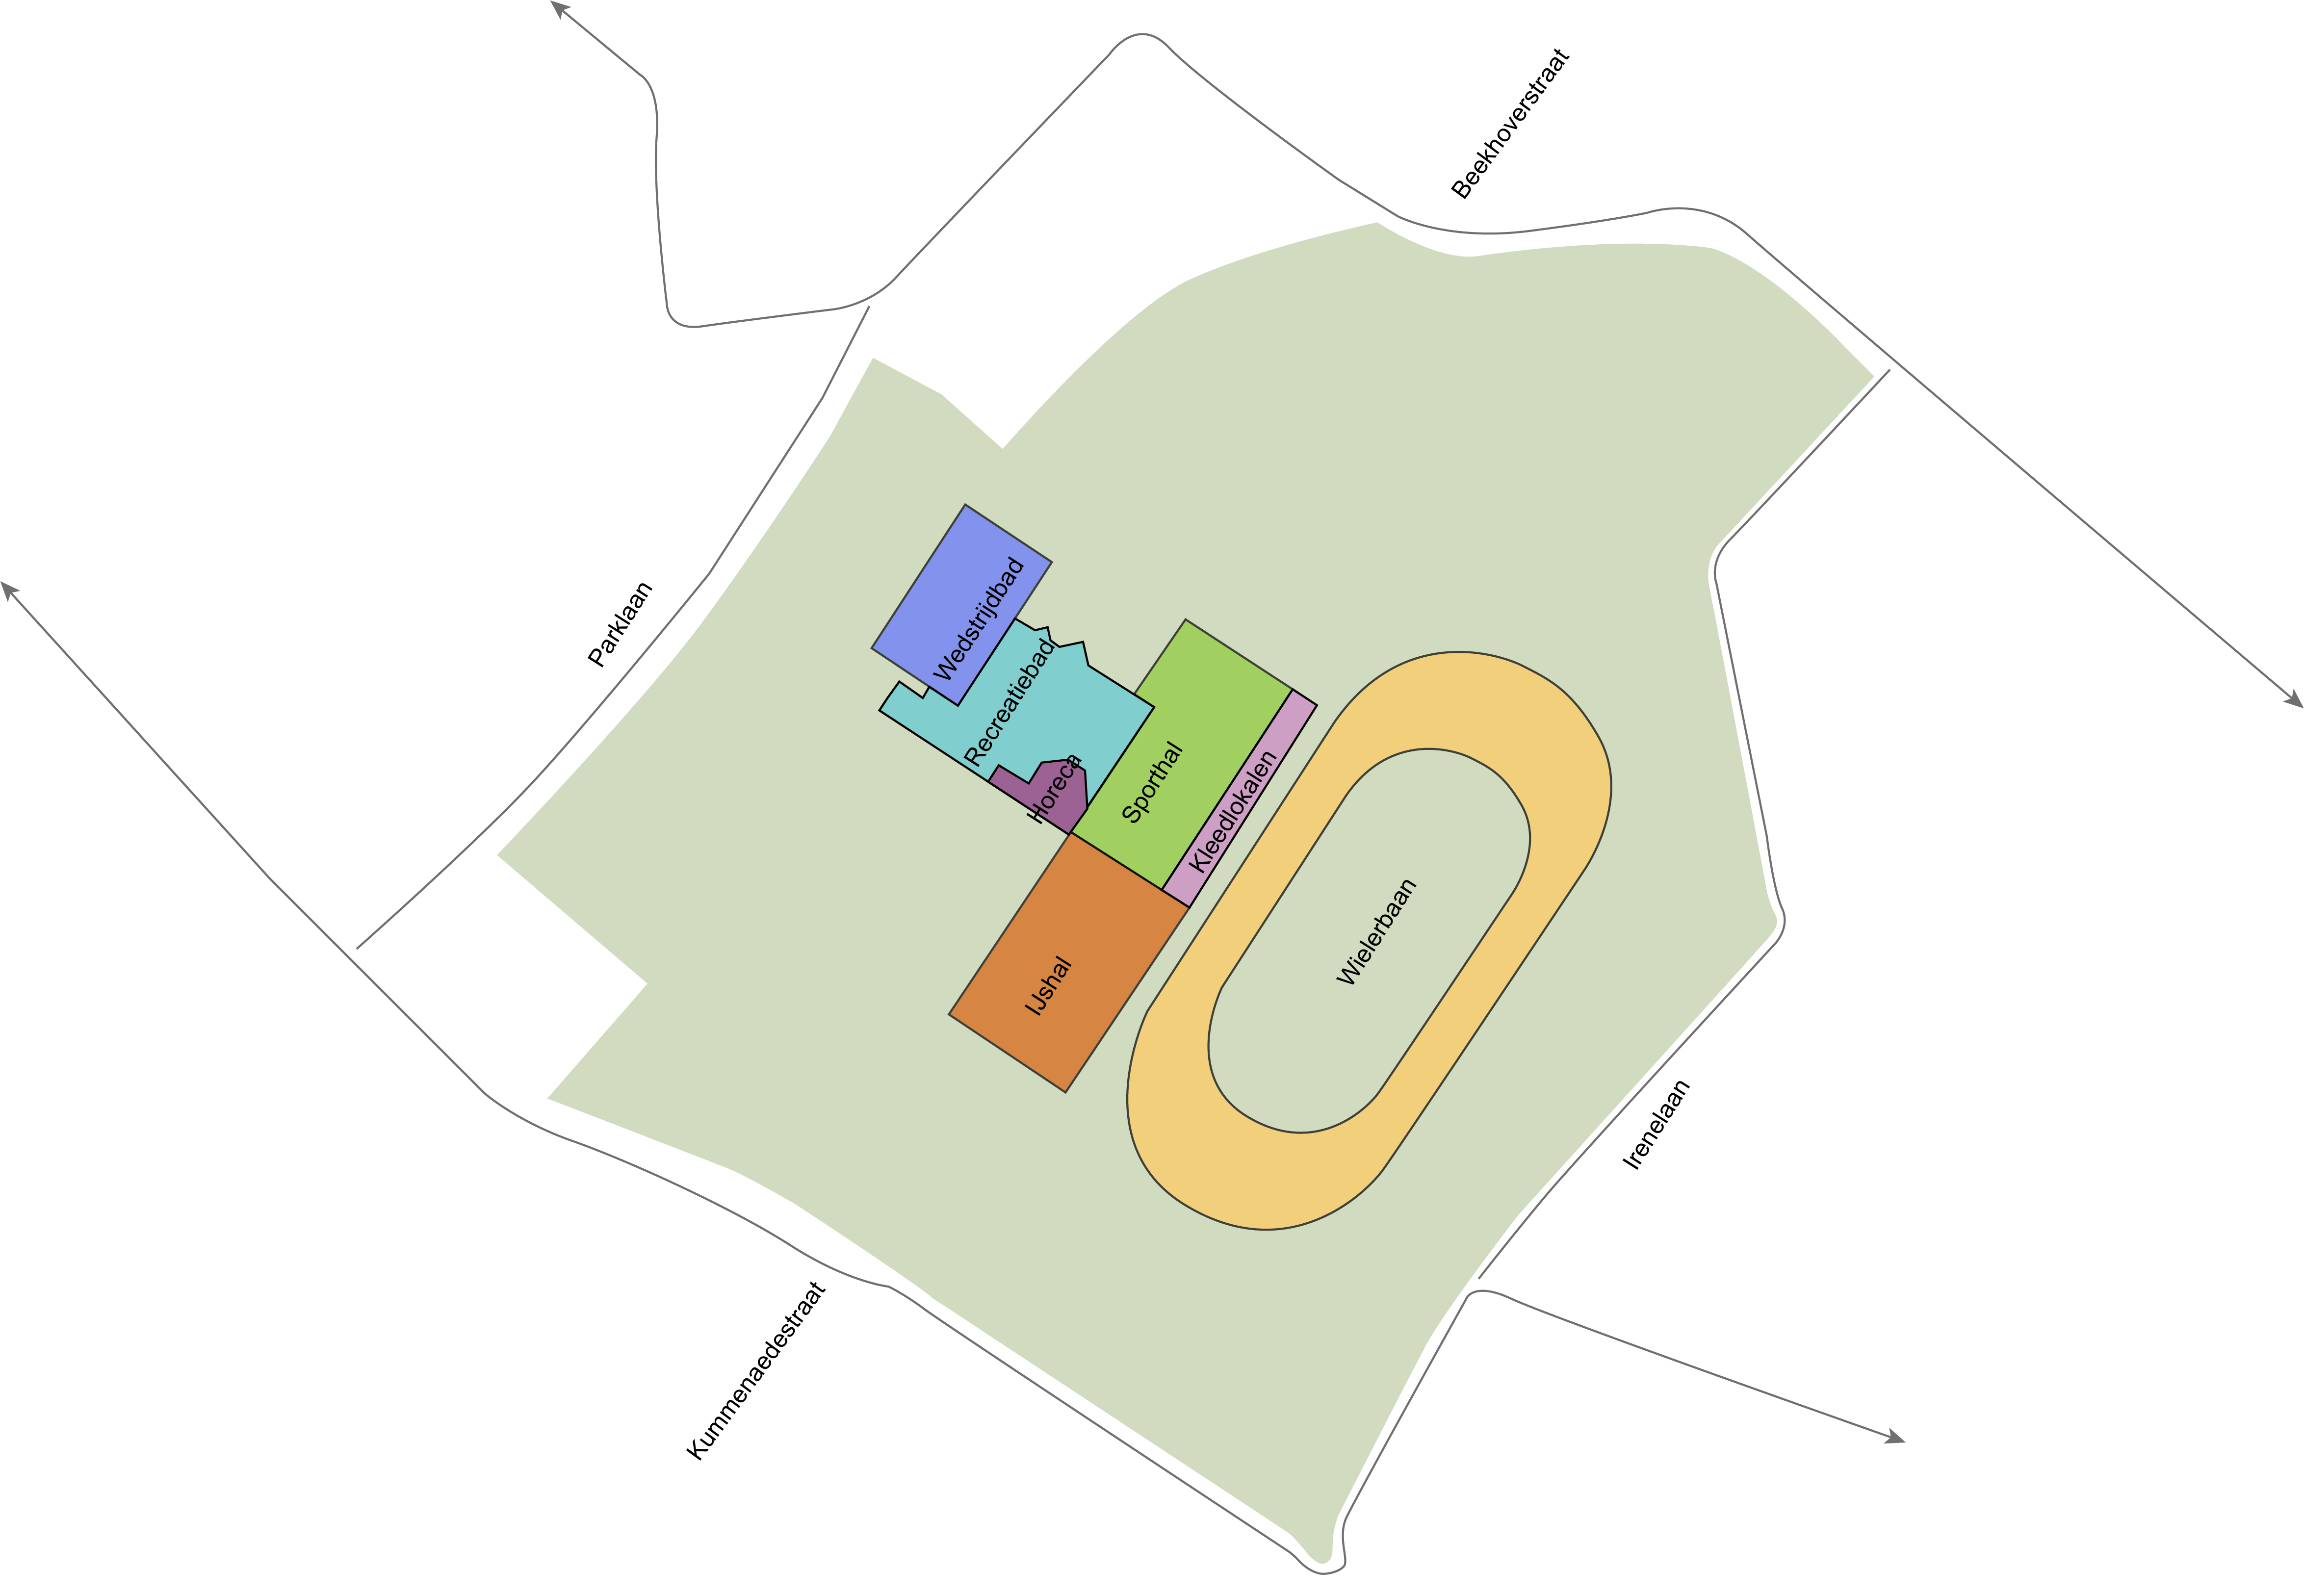 Beekhoverstraat
Parklaan
Wedstrijdbad
Recreatiebad
Horeca
Sporthal
Kleedlokalen
IJshal
Wielerbaan
Irenelaan
Kummenaedestraat